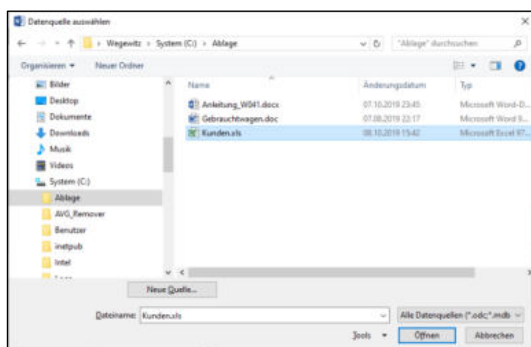 Datenquelle auswählen
Wegewitz > System (C:) > Ablage
"Ablage" durchsuchen
Organisieren Neuer Ordner
Name Änderungsdatum Typ
Bilder
Desktop
Dokumente
Downloads
Musik
Videos
System (C:)
Ablage
AVG_Remover
Benutzer
inetpub
Intel
Anleitung_W041.docx 07.10.2019 23:45 Microsoft Word-D...
Gebrauchtwagen.doc 07.08.2019 22:17 Microsoft Word 9...
Kunden.xls 08.10.2019 15:42 Microsoft Excel 97...
Neue Quelle...
Dateiname: Kunden.xls
Alle Datenquellen (*.odc;*.mdb
Tools Öffnen Abbrechen